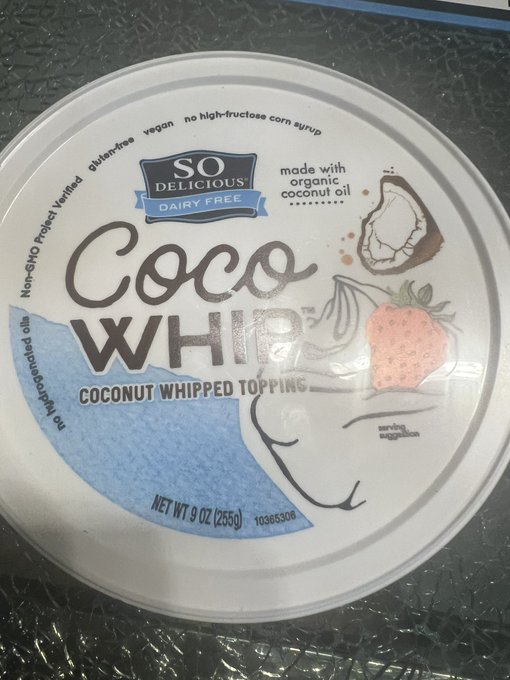 no hydrogenated oils Non-GMO Project Verified gluten-free vegan no high-fructose corn syrup
SO
DELICIOUS®
DAIRY FREE
made with
organic
coconut oil
Coco
WHIP™
COCONUT WHIPPED TOPPING
serving
suggestion
NET WT 9 OZ (255g) 10365306